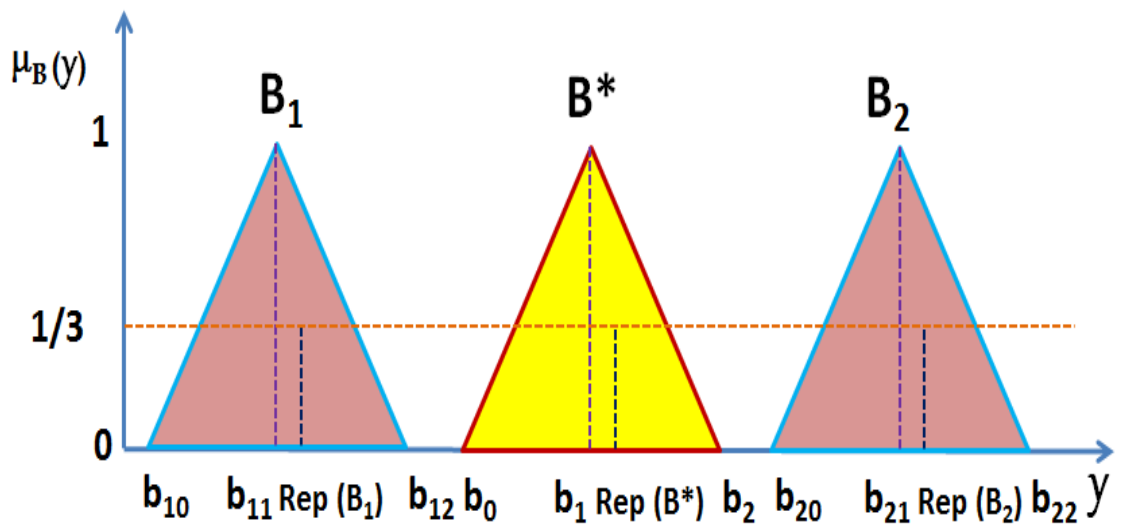 μB (y)
B1
B*
B2
1
1/3
0
b10 b11 Rep (B1) b12 b0 b1 Rep (B*) b2 b20 b21 Rep (B2) b22 y